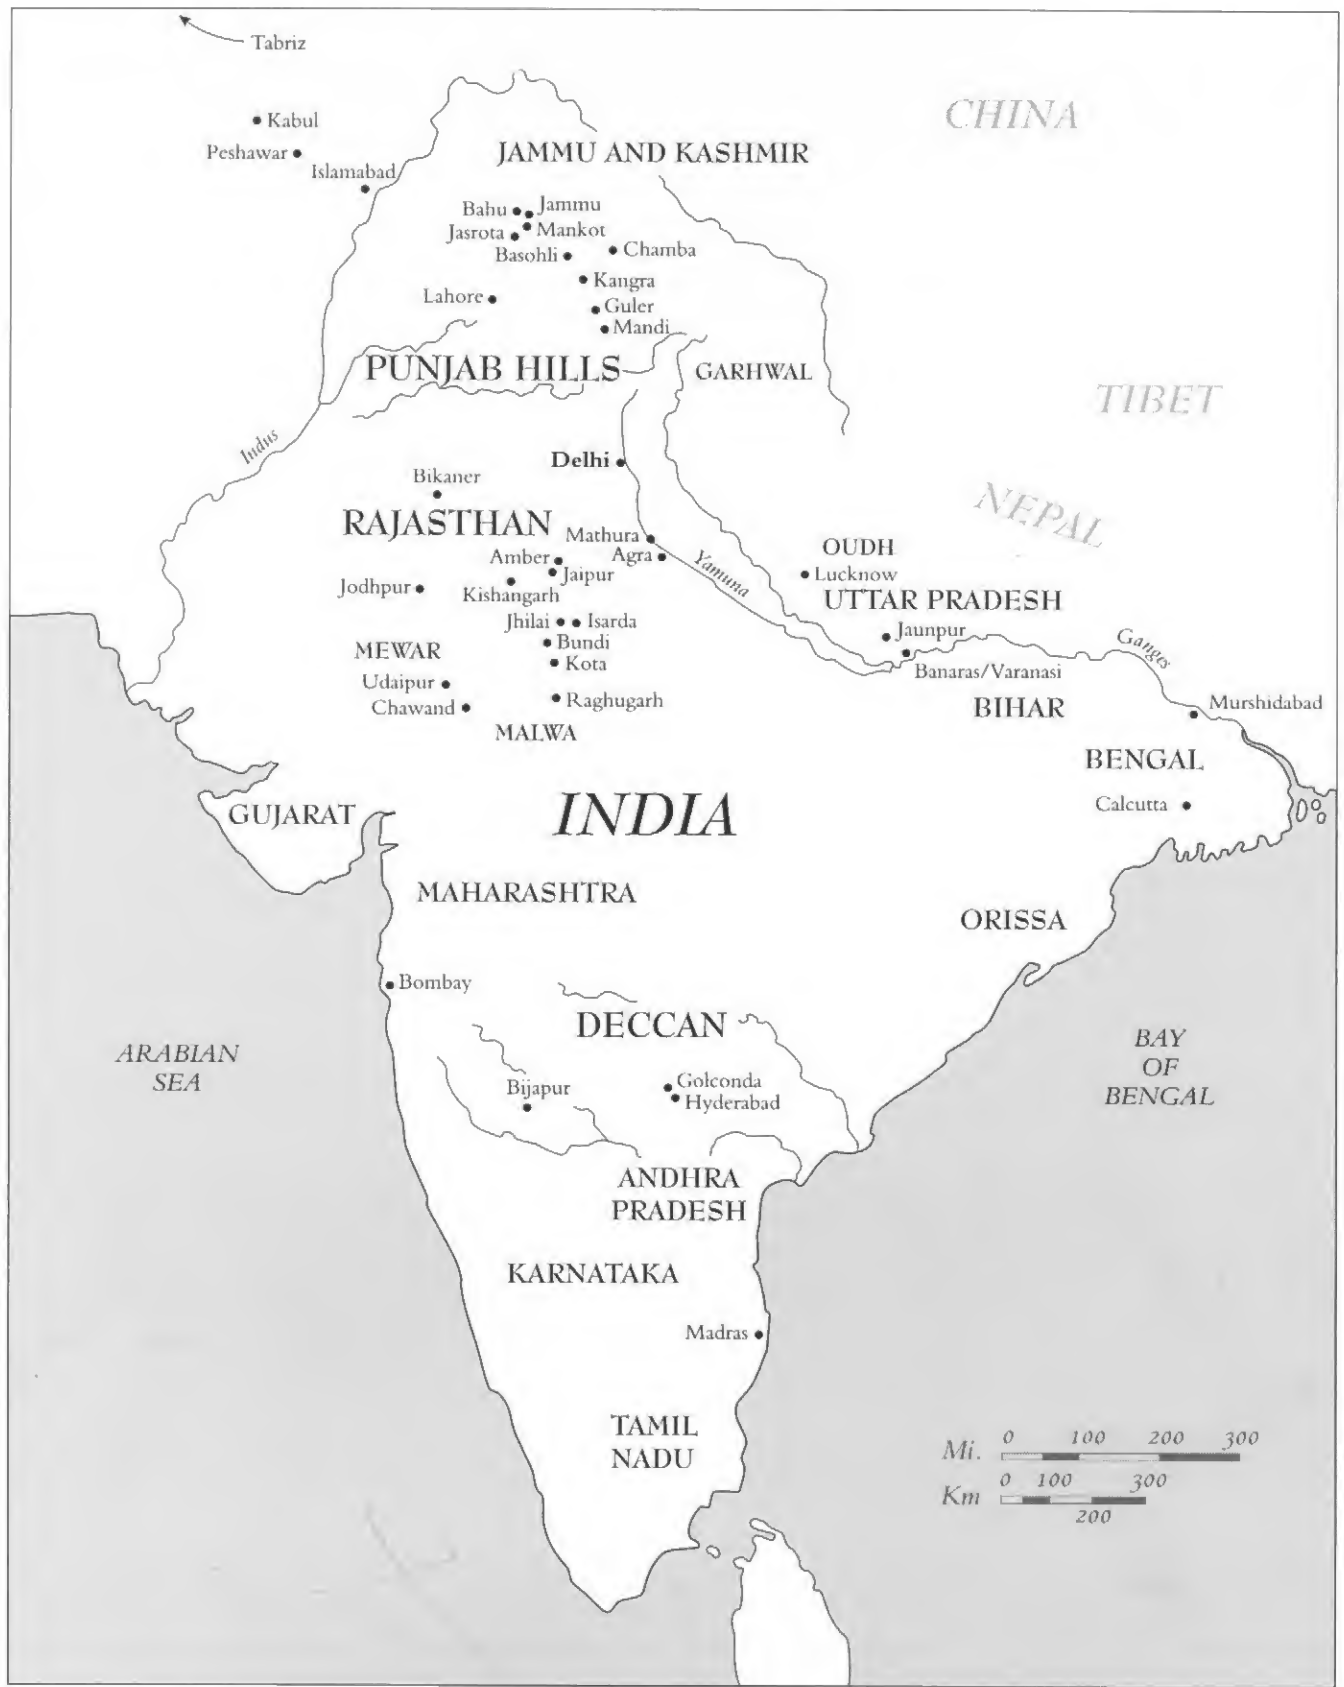 Tabriz
CHINA
Kabul
Peshawar
Islamabad
JAMMU AND KASHMIR
Bahu
Jammu
Jasrota
Mankot
Basohli
Chamba
Kangra
Lahore
Guler
Mandi
PUNJAB HILLS
GARHWAL
TIBET
Indus
Delhi
Bikaner
NEPAL
RAJASTHAN
Mathura
OUDH
Amber
Agra
Yamuna
Lucknow
Jaipur
Jodhpur
Kishangarh
UTTAR PRADESH
Jhilai
Isarda
Jaunpur
Ganges
Bundi
MEWAR
Kota
Banaras/Varanasi
Udaipur
Raghugarh
Chawand
BIHAR
Murshidabad
MALWA
BENGAL
GUJARAT
INDIA
Calcutta
MAHARASHTRA
ORISSA
Bombay
DECCAN
ARABIAN
SEA
BAY
OF
BENGAL
Bijapur
Golconda
Hyderabad
ANDHRA
PRADESH
KARNATAKA
Madras
TAMIL
NADU
Mi. 0 100 200 300
Km 0 100 300
200